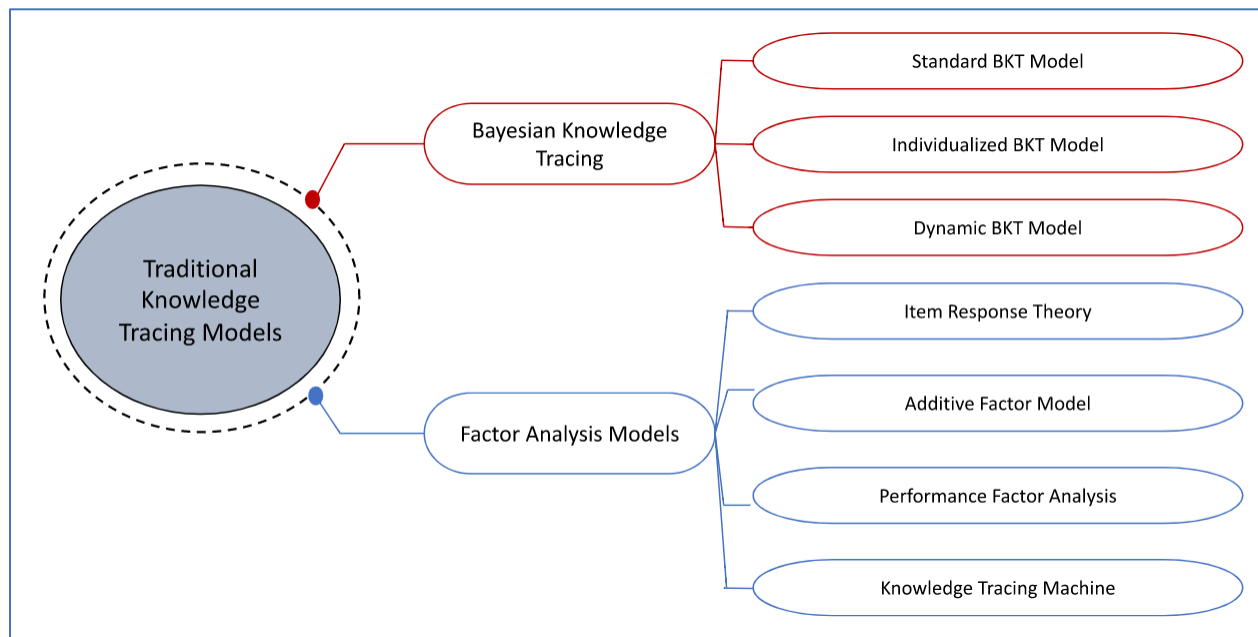 Traditional
Knowledge
Tracing Models
Bayesian Knowledge
Tracing
Standard BKT Model
Individualized BKT Model
Dynamic BKT Model
Factor Analysis Models
Item Response Theory
Additive Factor Model
Performance Factor Analysis
Knowledge Tracing Machine